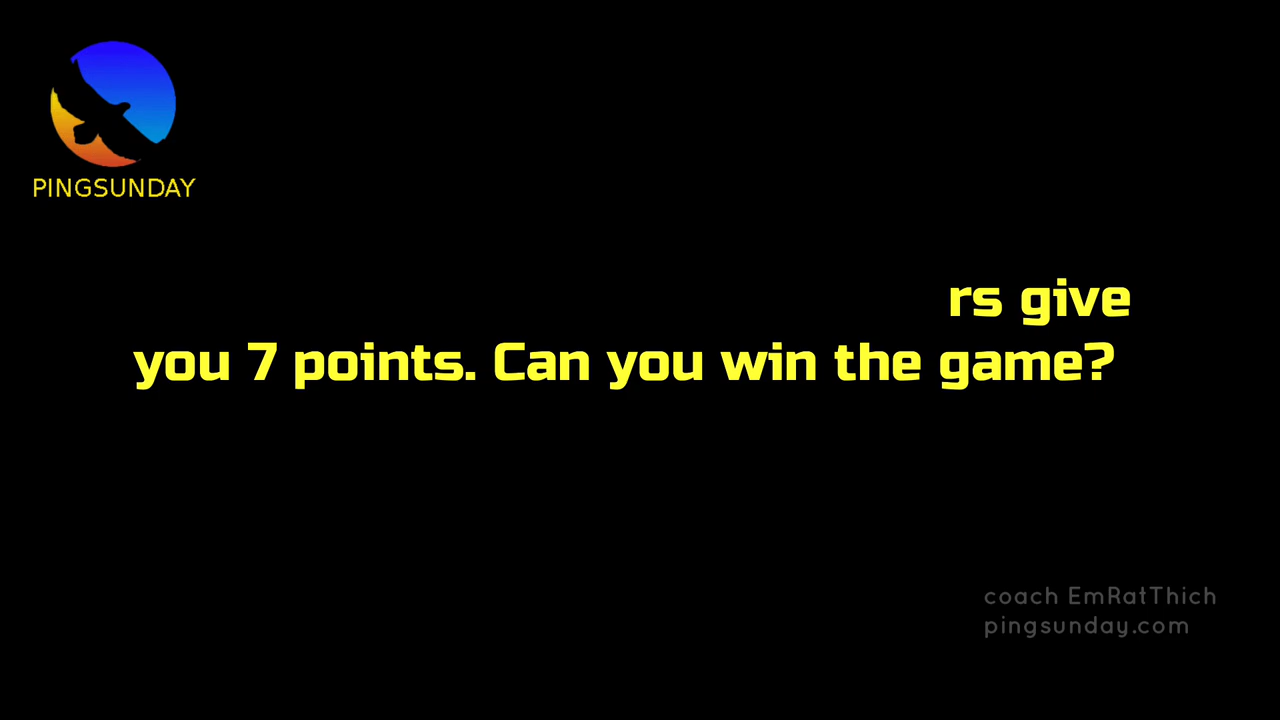 PINGSUNDAY
rs give
you 7 points. Can you win the game?
coach EmRatThich
pingsunday.com